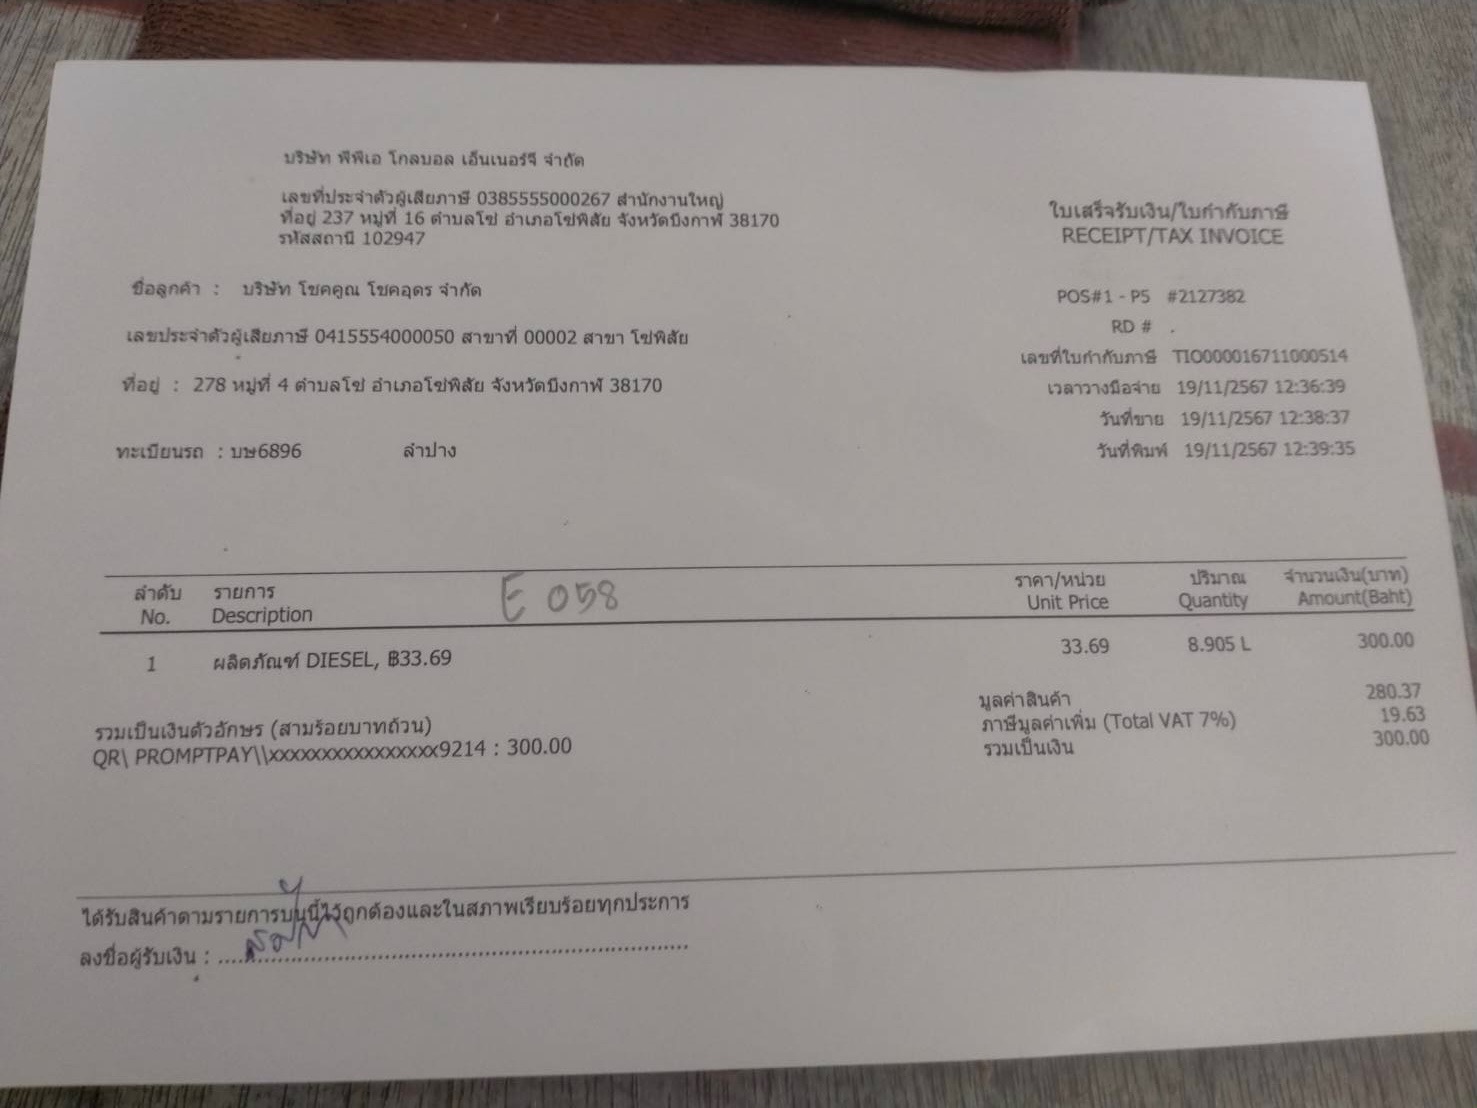 บริษัท พีพีเอ โกลบอล เอ็นเนอร์จี จำกัด
เลขที่ประจำตัวผู้เสียภาษี 0385555000267 สำนักงานใหญ่
ที่อยู่ 237 หมู่ที่ 16 ตำบลโซ่ อำเภอโซ่พิสัย จังหวัดบึงกาฬ 38170
รหัสสถานี 102947
ใบเสร็จรับเงิน/ใบกำกับภาษี
RECEIPT/TAX INVOICE
ชื่อลูกค้า : บริษัท โชคคูณ โชคอุดร จำกัด
เลขประจำตัวผู้เสียภาษี 0415554000050 สาขาที่ 00002 สาขา โซ่พิสัย
ที่อยู่ : 278 หมู่ที่ 4 ตำบลโซ่ อำเภอโซ่พิสัย จังหวัดบึงกาฬ 38170
ทะเบียนรถ : บษ6896 ลำปาง
POS#1 - P5 #2127382
RD # .
เลขที่ใบกำกับภาษี TIO000016711000514
เวลาวางมือจ่าย 19/11/2567 12:36:39
วันที่ขาย 19/11/2567 12:38:37
วันที่พิมพ์ 19/11/2567 12:39:35
ลำดับ รายการ ราคา/หน่วย ปริมาณ จำนวนเงิน(บาท)
No. Description E 058 Unit Price Quantity Amount(Baht)
1 ผลิตภัณฑ์ DIESEL, ฿33.69 33.69 8.905 L 300.00
มูลค่าสินค้า 280.37
ภาษีมูลค่าเพิ่ม (Total VAT 7%) 19.63
รวมเป็นเงิน 300.00
รวมเป็นเงินตัวอักษร (สามร้อยบาทถ้วน)
QR\ PROMPTPAY\\xxxxxxxxxxxxxxxx9214 : 300.00
ได้รับสินค้าตามรายการบนนี้ไว้ถูกต้องและในสภาพเรียบร้อยทุกประการ
ลงชื่อผู้รับเงิน :